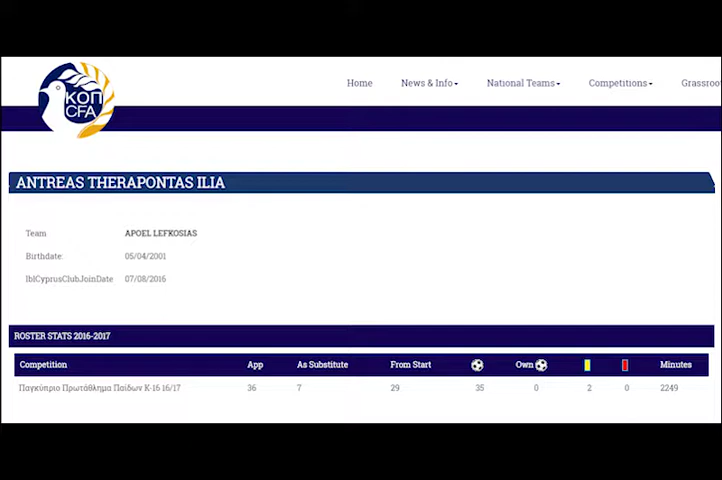 ΚΟΠ
CFA
Home News & Info National Teams Competitions Grassroo
ANTREAS THERAPONTAS ILIA
Team APOEL LEFKOSIAS
Birthdate 05/04/2001
lblCyprusClubJoinDate 07/08/2016
ROSTER STATS 2016-2017
Competition App As Substitute From Start Own Minutes
Παγκύπριο Πρωτάθλημα Παίδων Κ-16 16/17 36 7 29 35 0 2 0 2249